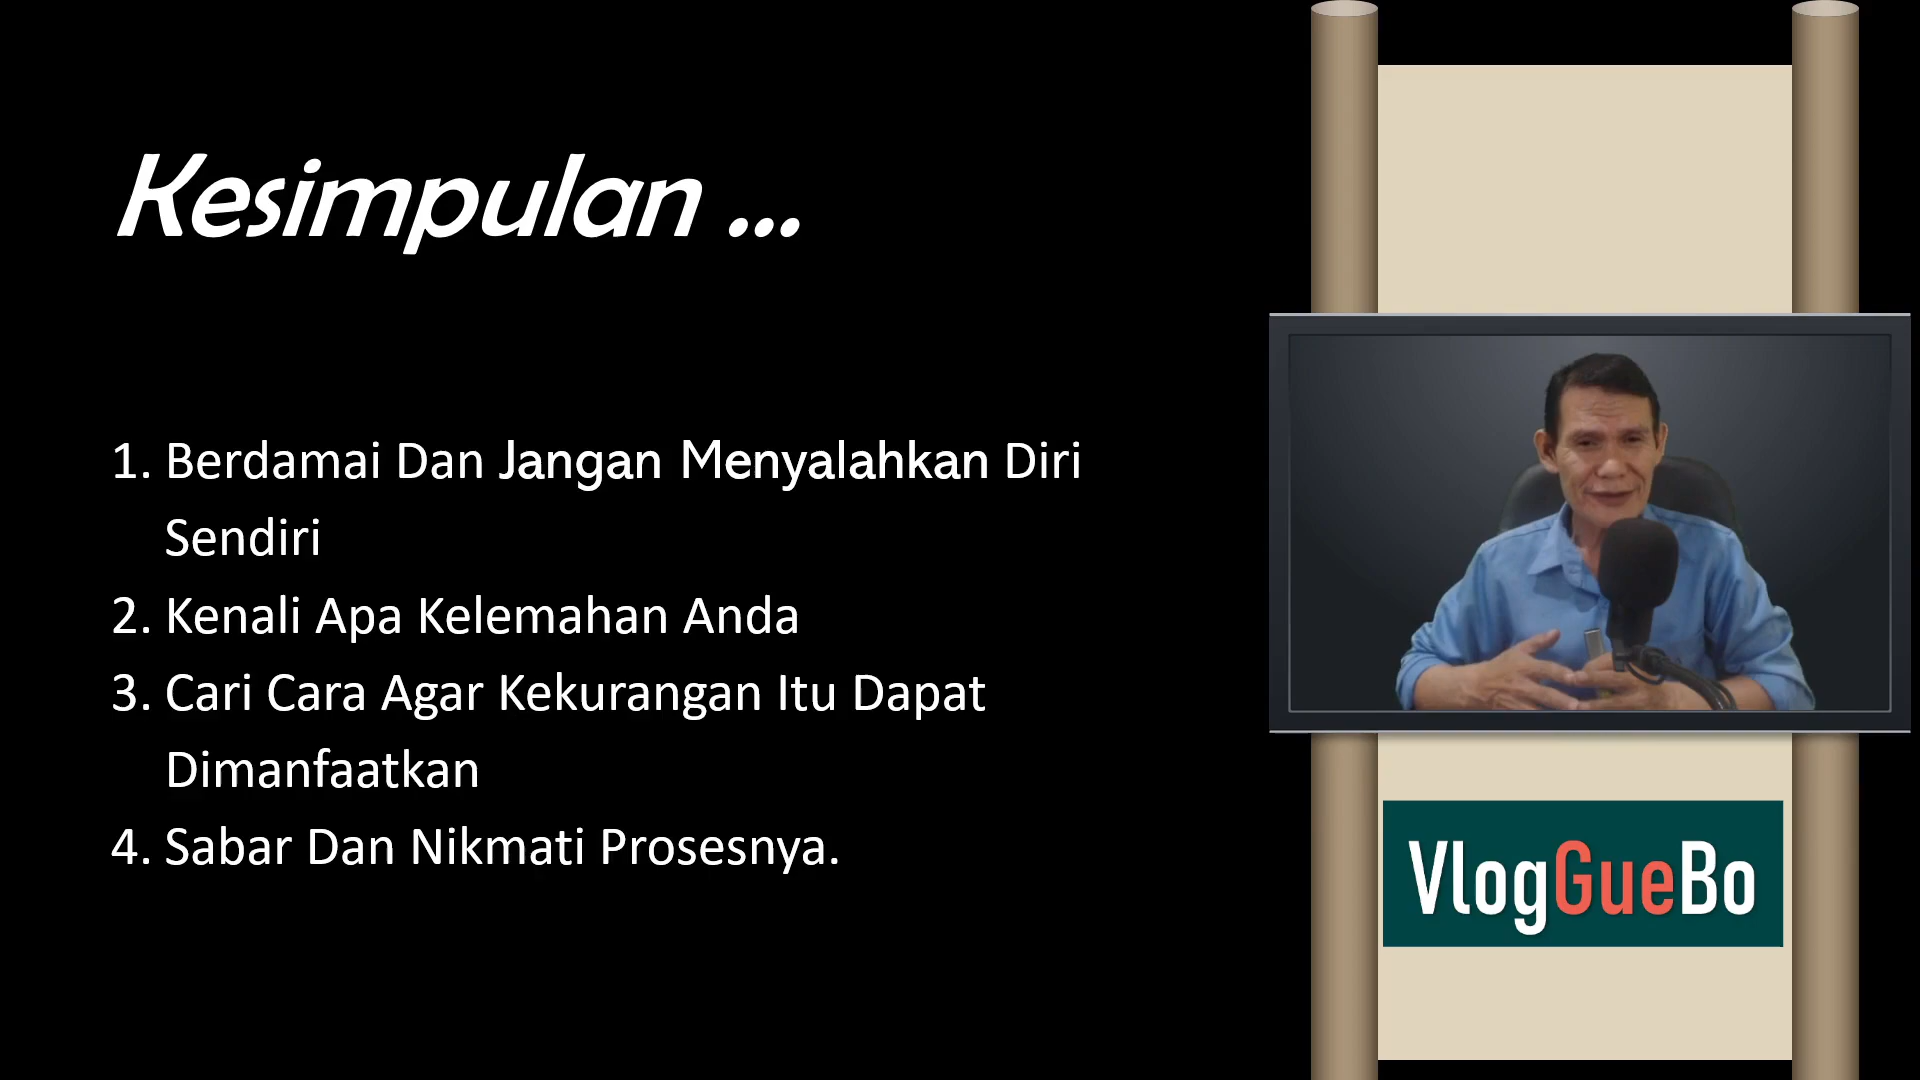 Kesimpulan ...
1. Berdamai Dan Jangan Menyalahkan Diri
Sendiri
2. Kenali Apa Kelemahan Anda
3. Cari Cara Agar Kekurangan Itu Dapat
Dimanfaatkan
4. Sabar Dan Nikmati Prosesnya.
VlogGueBo